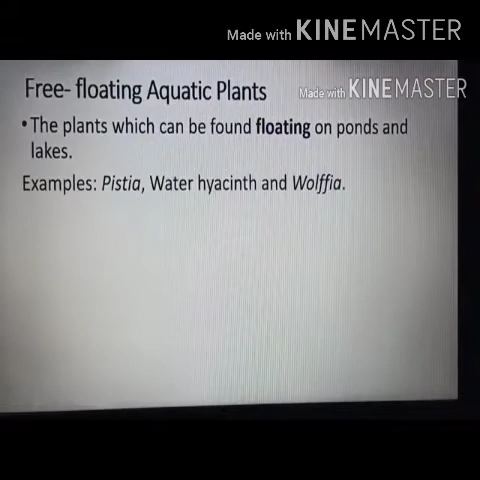 Made with KINEMASTER
Free- floating Aquatic Plants
Made with KINEMASTER
•The plants which can be found floating on ponds and
lakes.
Examples: Pistia, Water hyacinth and Wolffia.